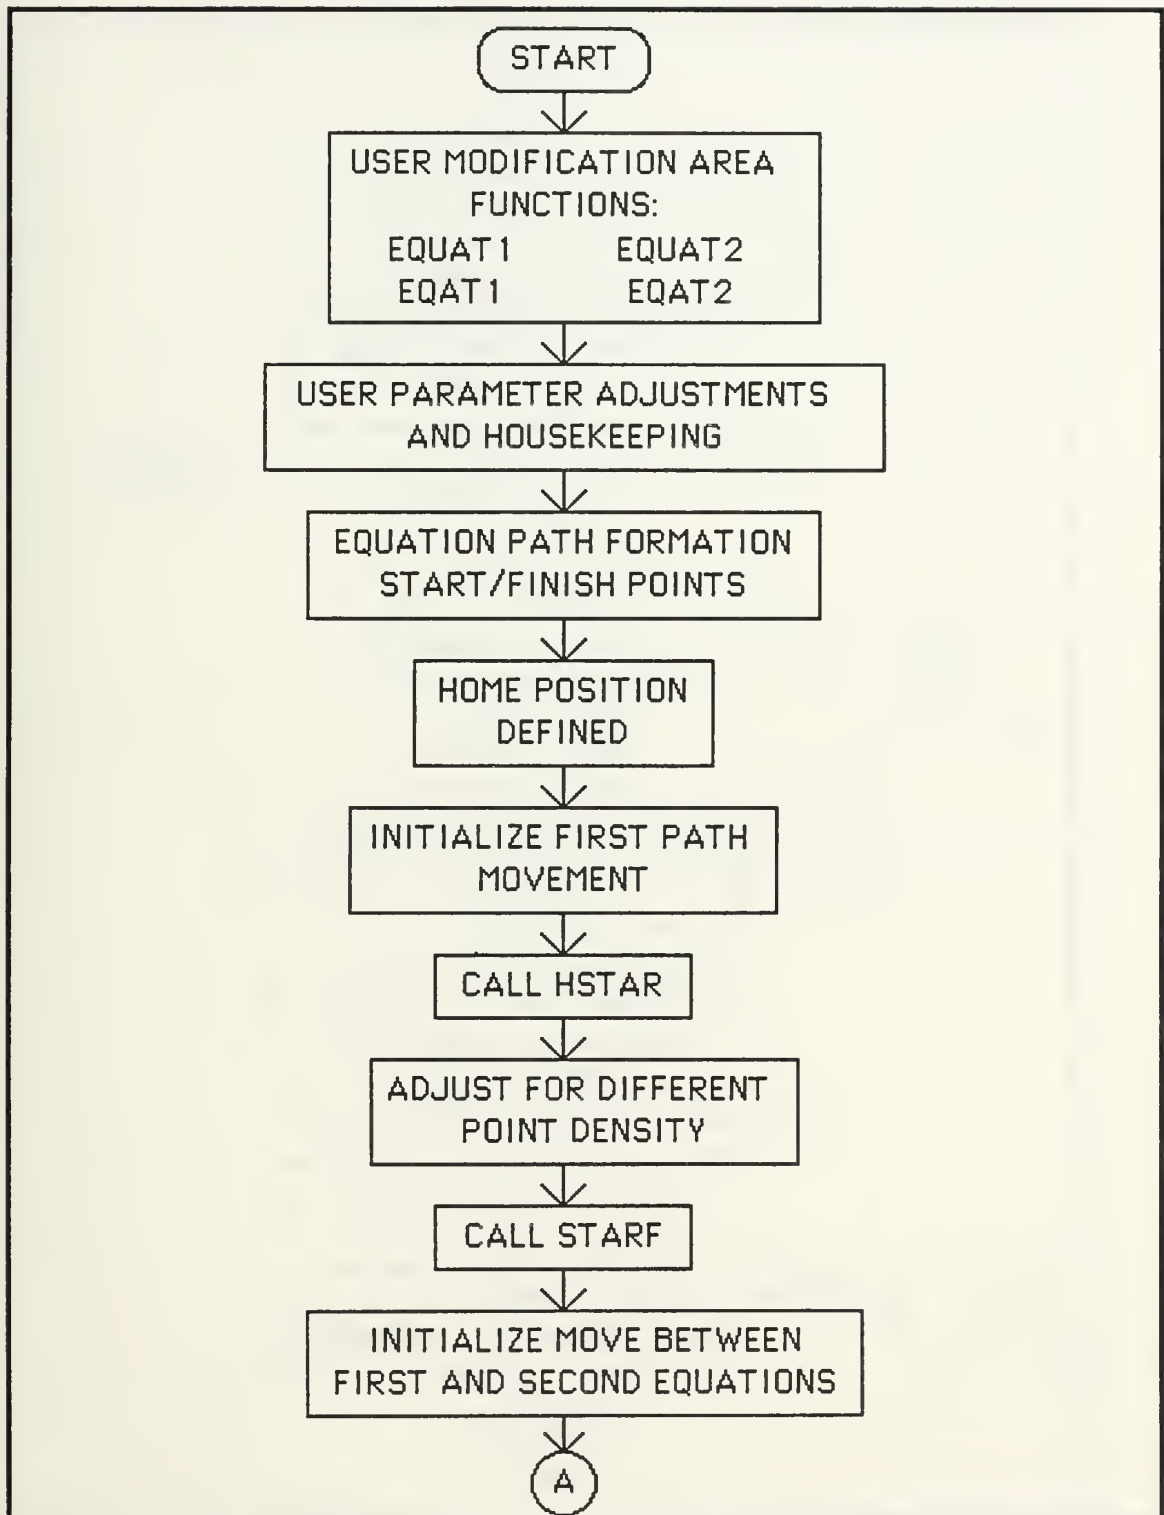 START
USER MODIFICATION AREA
FUNCTIONS:
EQUAT1 EQUAT2
EQAT1 EQAT2
USER PARAMETER ADJUSTMENTS
AND HOUSEKEEPING
EQUATION PATH FORMATION
START/FINISH POINTS
HOME POSITION
DEFINED
INITIALIZE FIRST PATH
MOVEMENT
CALL HSTAR
ADJUST FOR DIFFERENT
POINT DENSITY
CALL STARF
INITIALIZE MOVE BETWEEN
FIRST AND SECOND EQUATIONS
A